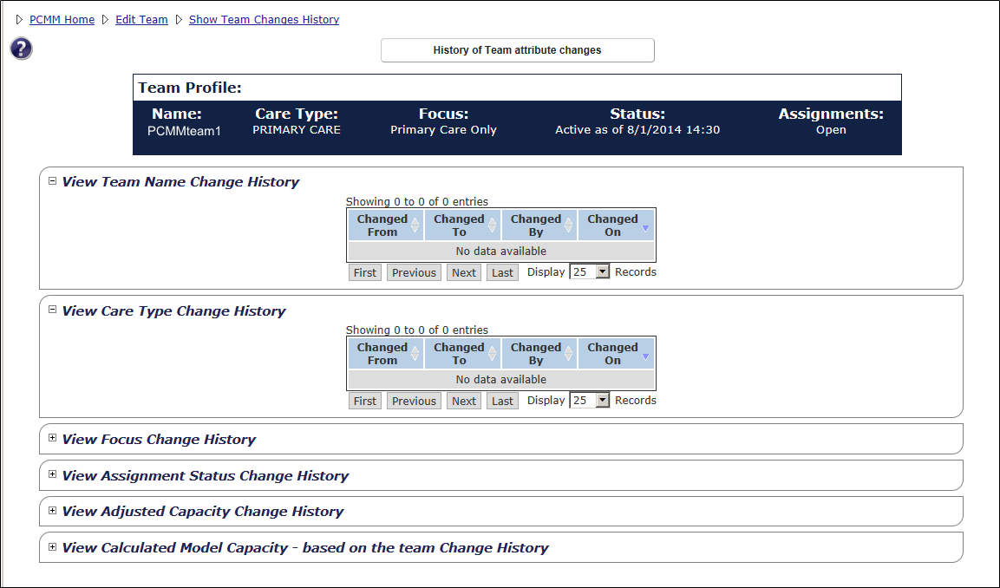 PCMM Home Edit Team Show Team Changes History
?
History of Team attribute changes
Team Profile:
Name: Care Type: Focus: Status: Assignments:
PCMMteam1 PRIMARY CARE Primary Care Only Active as of 8/1/2014 14:30 Open
View Team Name Change History
Showing 0 to 0 of 0 entries
Changed From Changed To Changed By Changed On
No data available
First Previous Next Last Display 25 Records
View Care Type Change History
Showing 0 to 0 of 0 entries
Changed From Changed To Changed By Changed On
No data available
First Previous Next Last Display 25 Records
View Focus Change History
View Assignment Status Change History
View Adjusted Capacity Change History
View Calculated Model Capacity - based on the team Change History